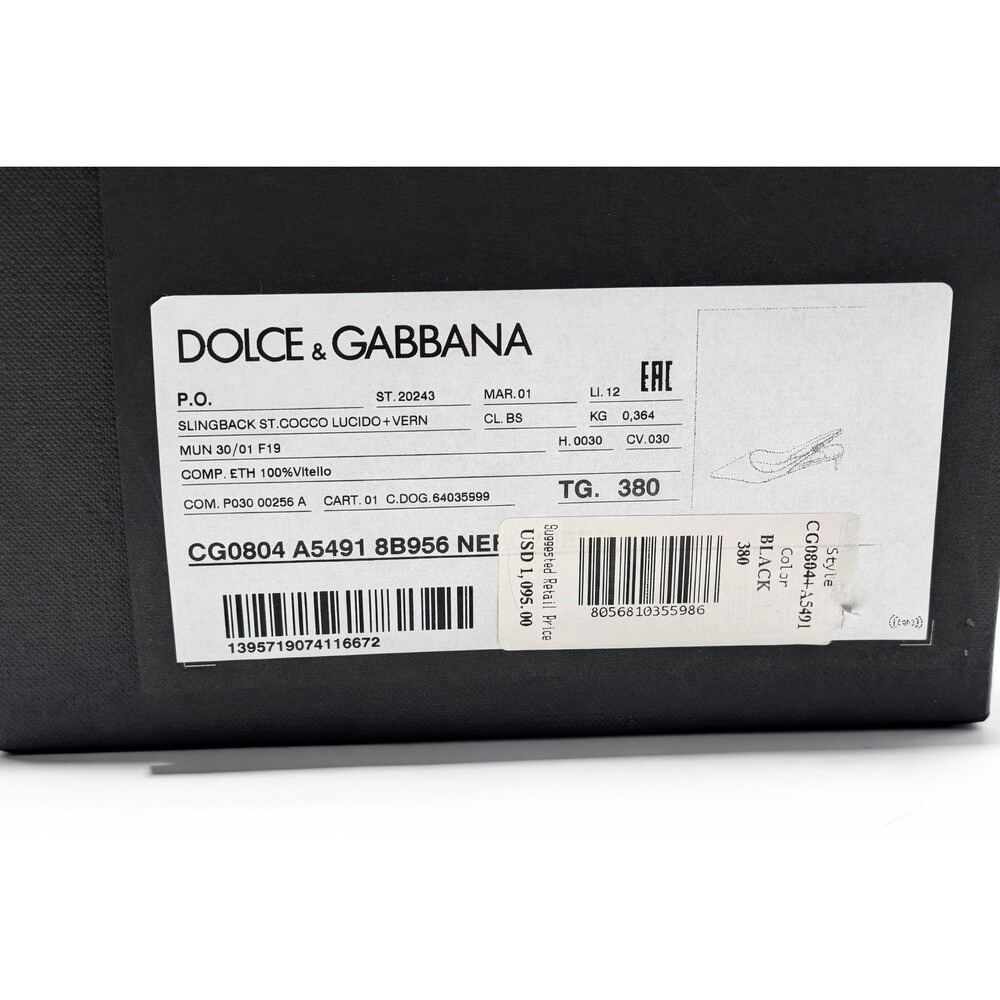 DOLCE & GABBANA
EAC
P.O. ST. 20243 MAR. 01 LI. 12
SLINGBACK ST.COCCO LUCIDO+VERN CL. BS KG 0,364
MUN 30/01 F19 H. 0030 CV. 030
COMP. ETH 100%Vitello
COM. P030 00256 A CART. 01 C.DOG. 64035999 TG. 380
CG0804 A5491 8B956
1395719074116672
Style
CG0804-A5491
Color
BLACK
380
8056810355986
Suggested Retail Price
USD 1,095.00